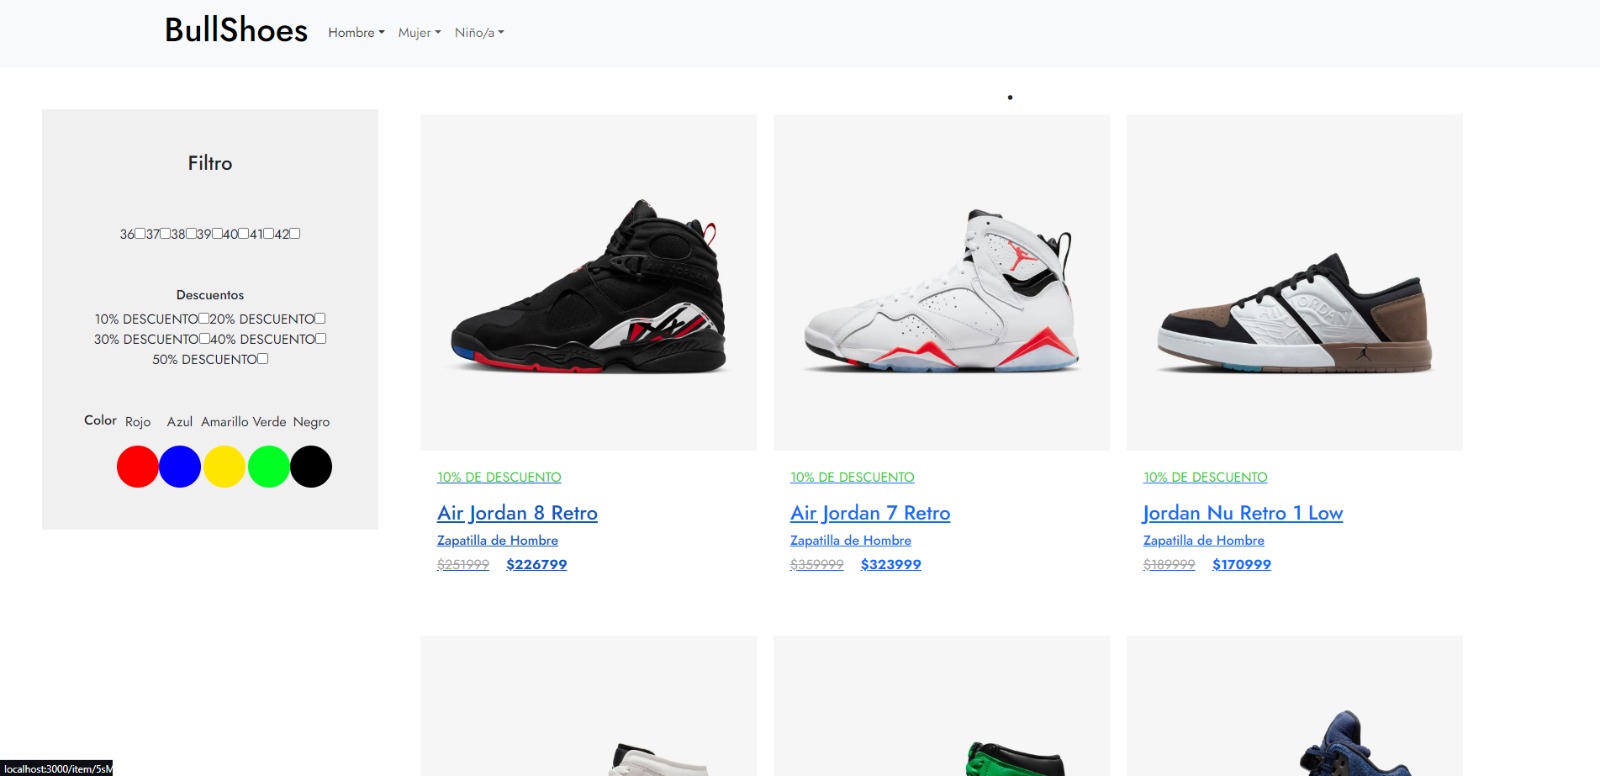 BullShoes Hombre Mujer Niño/a
Filtro
36 37 38 39 40 41 42
Descuentos
10% DESCUENTO 20% DESCUENTO
30% DESCUENTO 40% DESCUENTO
50% DESCUENTO
Color Rojo Azul Amarillo Verde Negro
10% DE DESCUENTO
Air Jordan 8 Retro
Zapatilla de Hombre
$251999 $226799
10% DE DESCUENTO
Air Jordan 7 Retro
Zapatilla de Hombre
$359999 $323999
10% DE DESCUENTO
Jordan Nu Retro 1 Low
Zapatilla de Hombre
$189999 $170999
localhost:3000/item/5sM